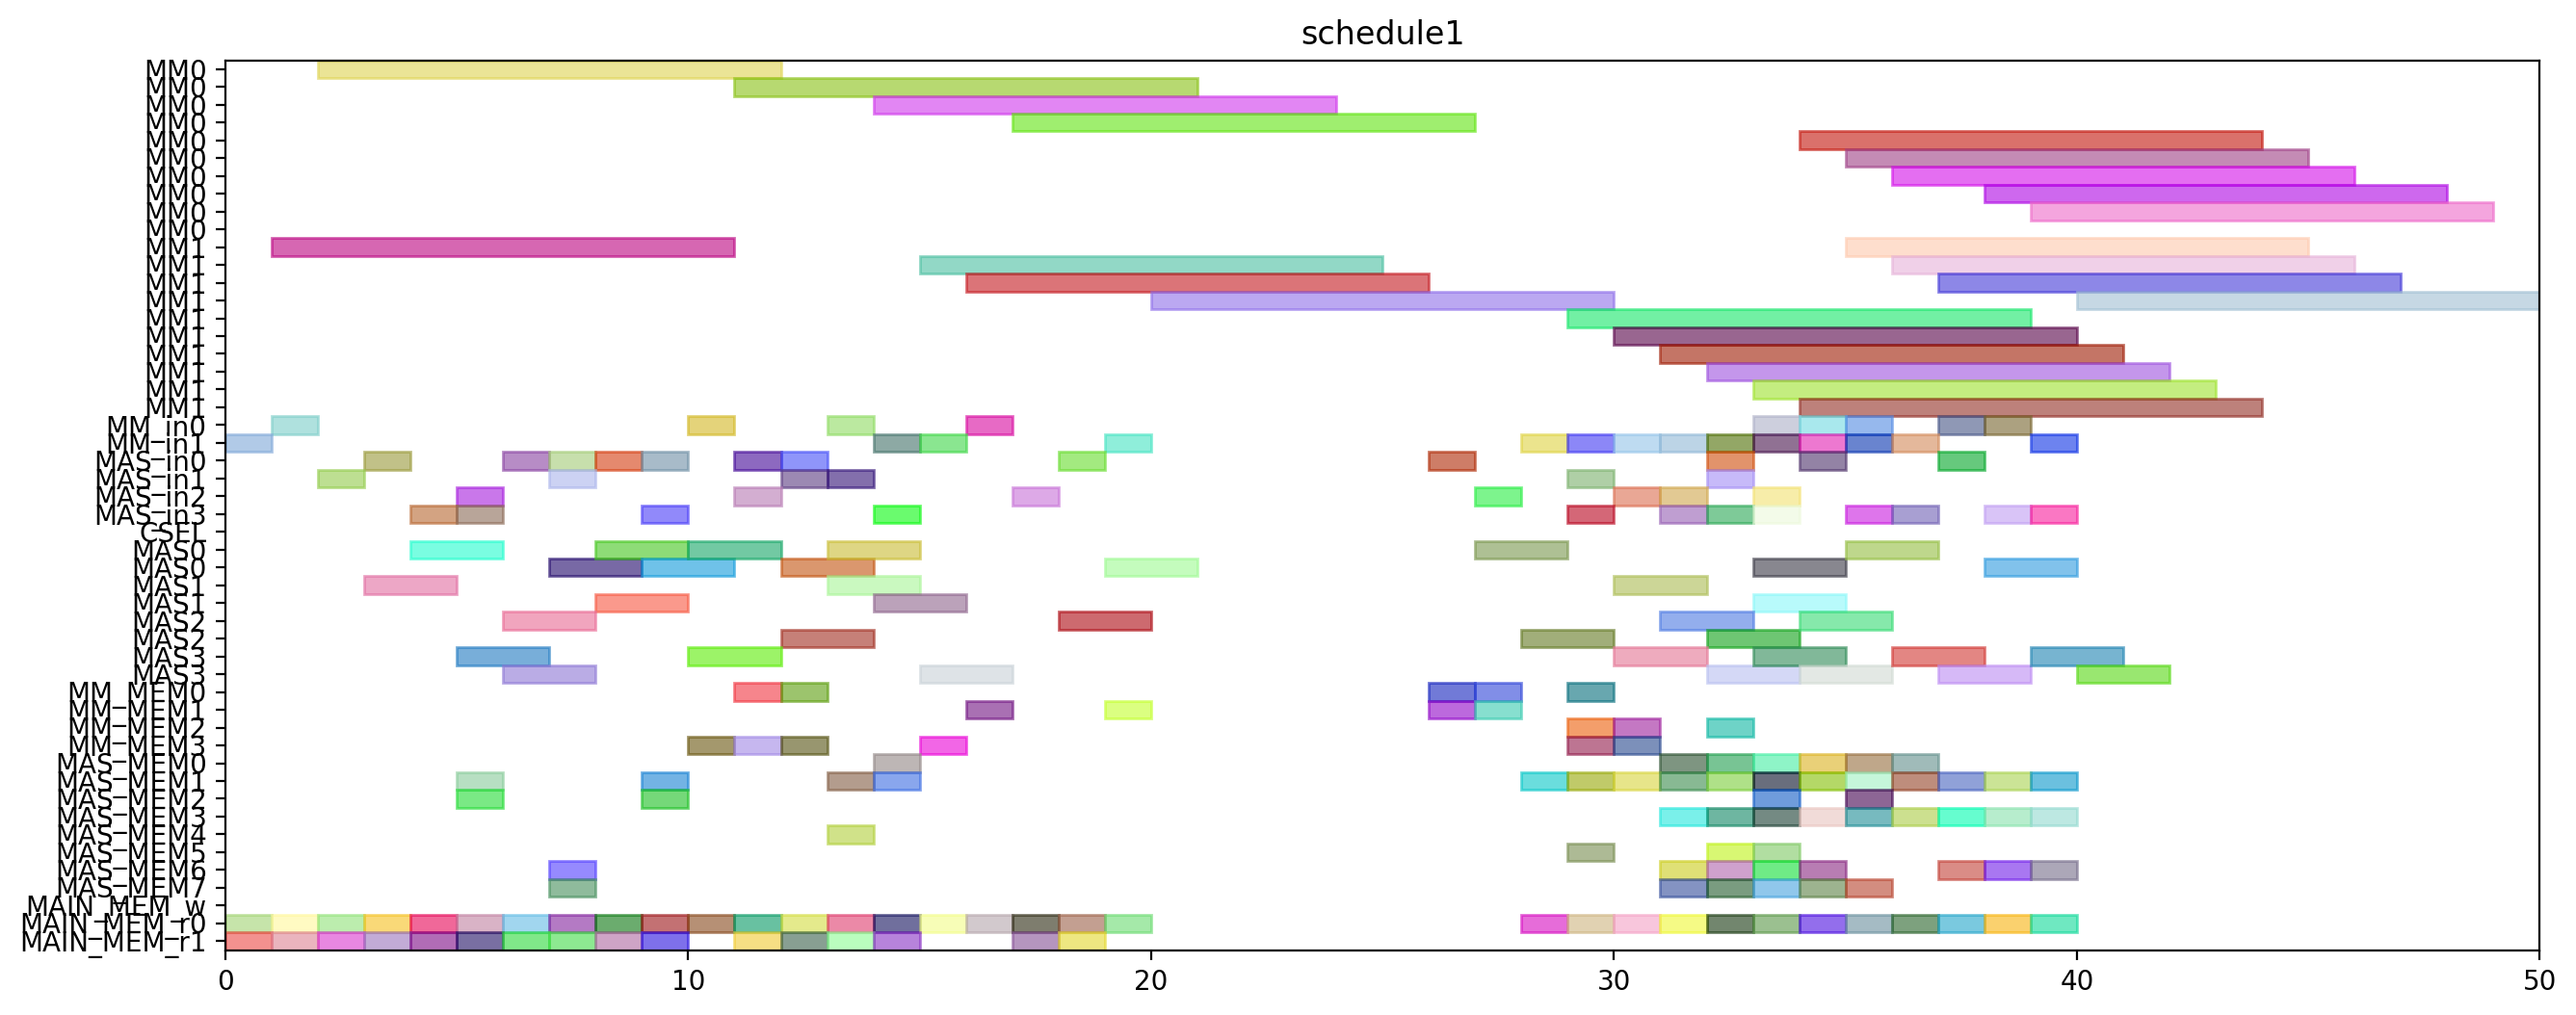 schedule1
MM0
MM0
MM0
MM0
MM0
MM0
MM0
MM0
MM0
MM0
MM1
MM1
MM1
MM1
MM1
MM1
MM1
MM1
MM1
MM1
MM_in0
MM_in1
MAS_in0
MAS_in1
MAS_in2
MAS_in3
CSEL
MAS0
MAS0
MAS1
MAS1
MAS2
MAS2
MAS3
MAS3
MM_MEM0
MM_MEM1
MM_MEM2
MM_MEM3
MAS_MEM0
MAS_MEM1
MAS_MEM2
MAS_MEM3
MAS_MEM4
MAS_MEM5
MAS_MEM6
MAS_MEM7
MAIN_MEM_w
MAIN_MEM_r0
MAIN_MEM_r1
0 10 20 30 40 50